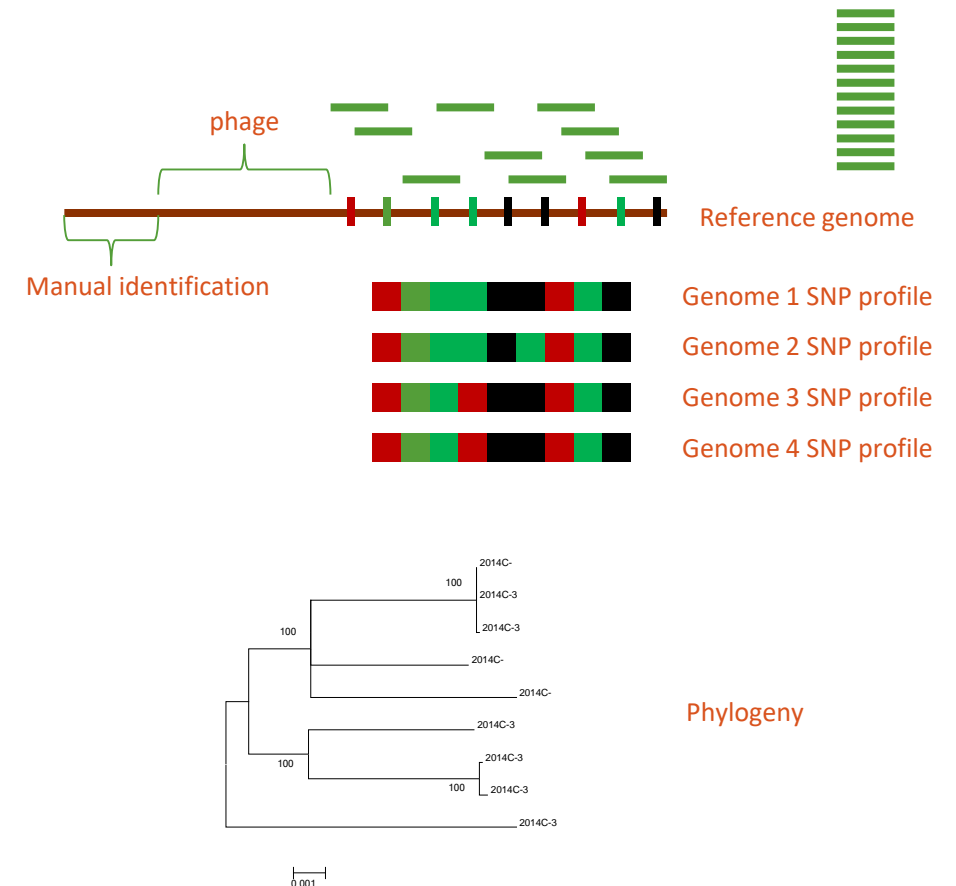 phage
Reference genome
Manual identification
Genome 1 SNP profile
Genome 2 SNP profile
Genome 3 SNP profile
Genome 4 SNP profile
2014C-
100
2014C-3
100
2014C-3
2014C-
2014C-
Phylogeny
2014C-3
100
2014C-3
100
2014C-3
2014C-3
0.001